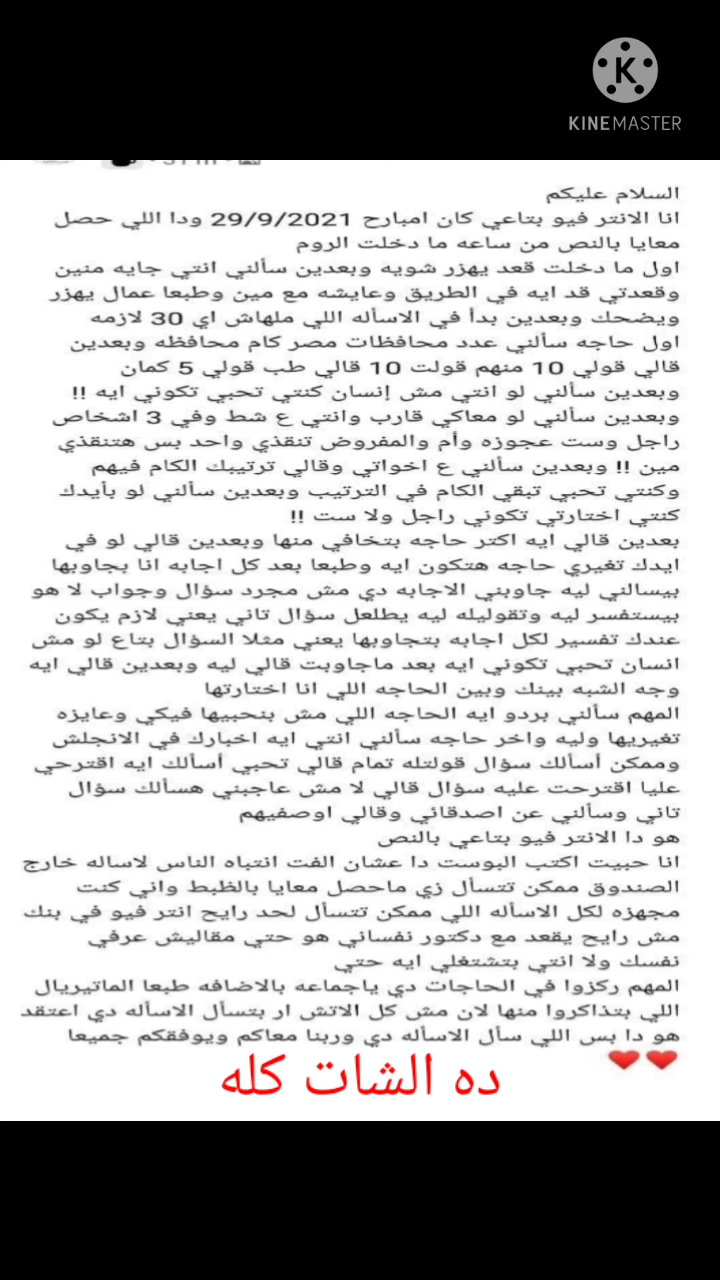 KINEMASTER
السلام عليكم
انا الانتر فيو بتاعي كان امبارح 29/9/2021 ودا اللي حصل
معايا بالنص من ساعه ما دخلت الروم
اول ما دخلت قعد يهزر شويه وبعدين سألني انتي جايه منين
وقعدتي قد ايه في الطريق وعايشه مع مين وطبعا عمال يهزر
ويضحك وبعدين بدأ في الاسأله اللي ملهاش اي 30 لازمه
اول حاجه سألني عدد محافظات مصر كام محافظه وبعدين
قالي قولي 10 منهم قولت 10 قالي طب قولي 5 كمان
وبعدين سألني لو انتي مش إنسان كنتي تحبي تكوني ايه !!
وبعدين سألني لو معاكي قارب وانتي ع شط وفي 3 اشخاص
راجل وست عجوزه وأم والمفروض تنقذي واحد بس هتنقذي
مين !! وبعدين سألني ع اخواتي وقالي ترتيبك الكام فيهم
وكنتي تحبي تبقي الكام في الترتيب وبعدين سألني لو بأيدك
كنتي اختارتي تكوني راجل ولا ست !!
بعدين قالي ايه اكتر حاجه بتخافي منها وبعدين قالي لو في
ايدك تغيري حاجه هتكون ايه وطبعا بعد كل اجابه انا بجاوبها
بيسالني ليه جاوبني الاجابه دي مش مجرد سؤال وجواب لا هو
بيستفسر ليه وتقوليله ليه يطلعل سؤال تاني يعني لازم يكون
عندك تفسير لكل اجابه بتجاوبها يعني مثلا السؤال بتاع لو مش
انسان تحبي تكوني ايه بعد ماجاوبت قالي ليه وبعدين قالي ايه
وجه الشبه بينك وبين الحاجه اللي انا اختارتها
المهم سألني بردو ايه الحاجه اللي مش بنحبيها فيكي وعايزه
تغيريها وليه واخر حاجه سألني انتي ايه اخبارك في الانجلش
وممكن أسألك سؤال قولتله تمام قالي تحبي أسألك ايه اقترحي
عليا اقترحت عليه سؤال قالي لا مش عاجبني هسألك سؤال
تاني وسألني عن اصدقائي وقالي اوصفيهم
هو دا الانتر فيو بتاعي بالنص
انا حبيت اكتب البوست دا عشان الفت انتباه الناس لاساله خارج
الصندوق ممكن تتسأل زي ماحصل معايا بالظبط واني كنت
مجهزه لكل الاسأله اللي ممكن تتسأل لحد رايح انتر فيو في بنك
مش رايح يقعد مع دكتور نفساني هو حتي مقاليش عرفي
نفسك ولا انتي بتشتغلي ايه حتي
المهم ركزوا في الحاجات دي ياجماعه بالاضافه طبعا الماتيريال
اللي بتذاكروا منها لان مش كل الاتش ار بتسأل الاسأله دي اعتقد
هو دا بس اللي سأل الاسأله دي وربنا معاكم ويوفقكم جميعا
ده الشات كله